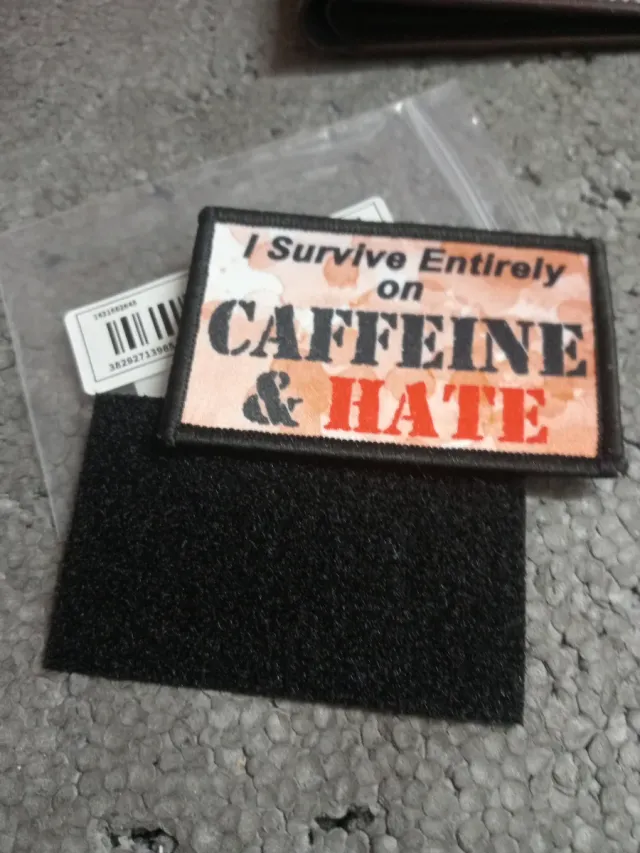 I Survive Entirely
on
CAFFEINE
& HATE